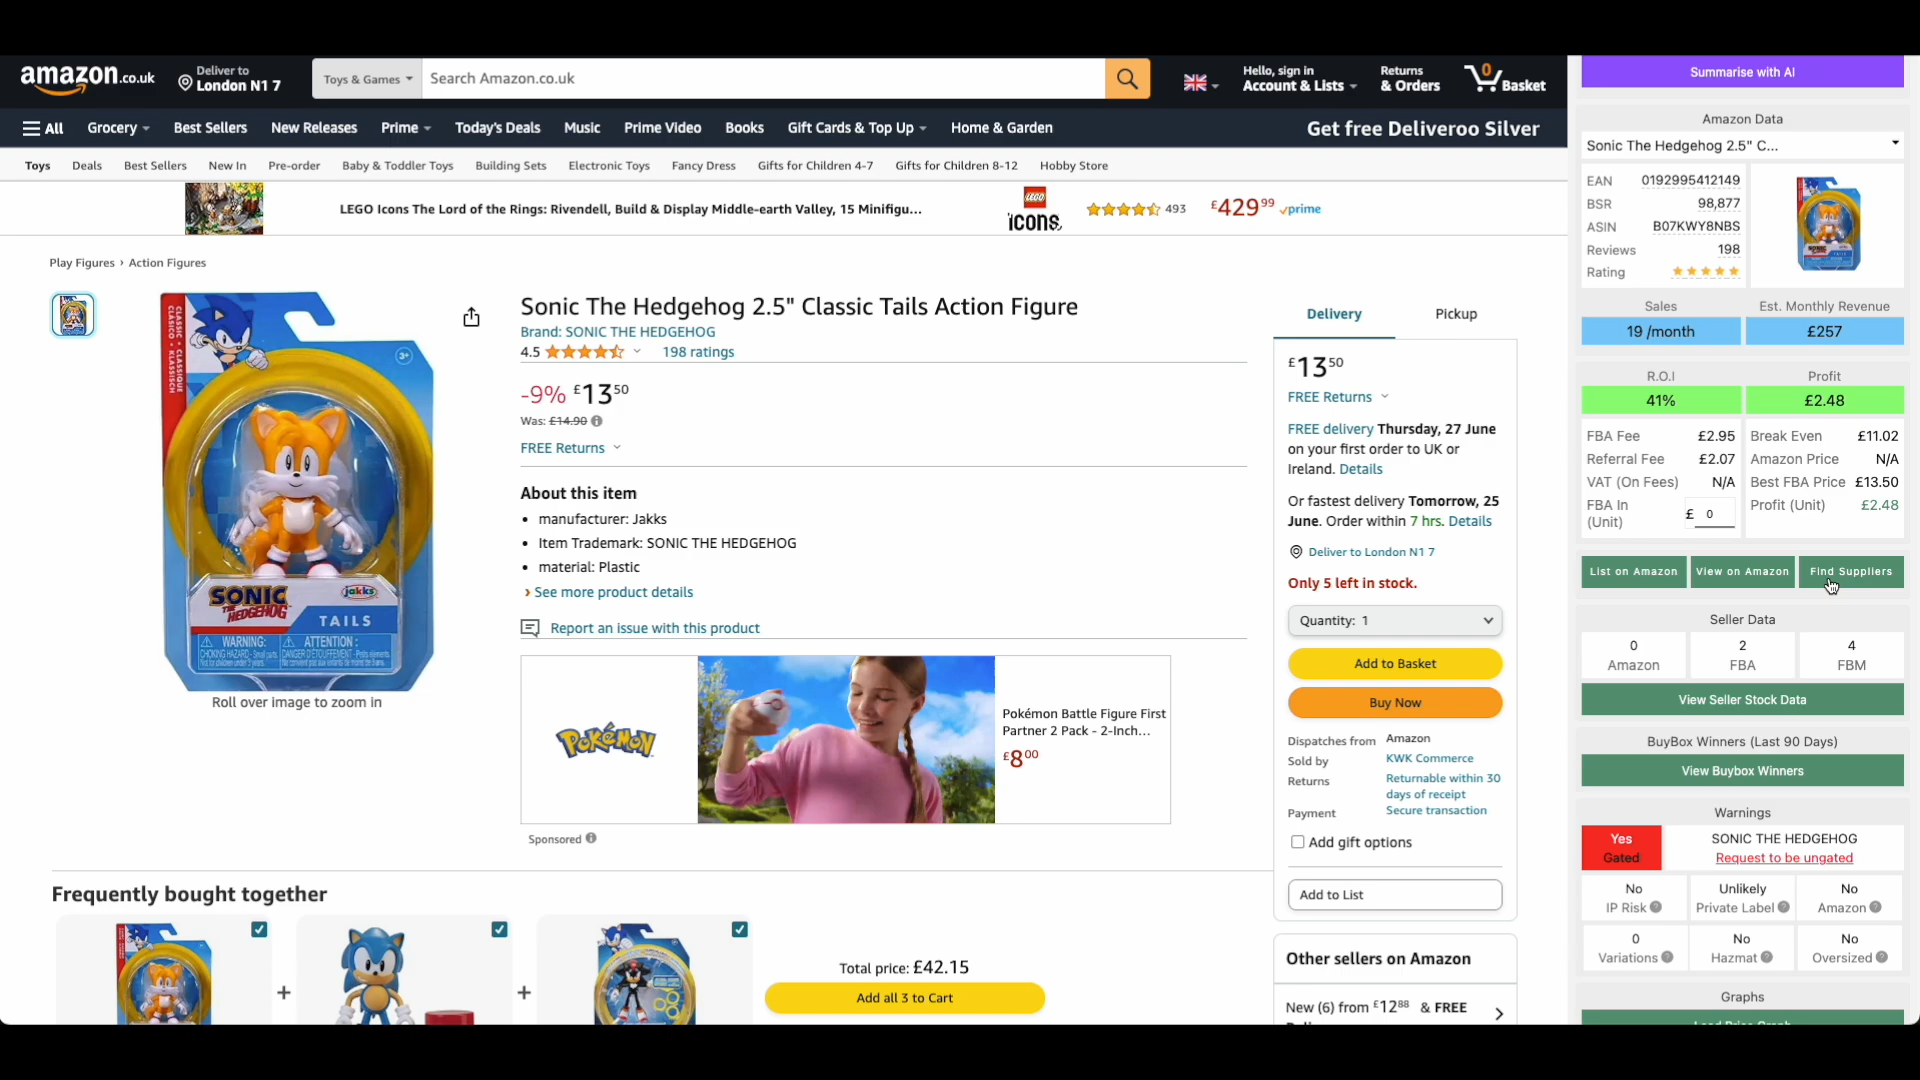 amazon.co.uk
Deliver to
London N1 7
Toys & Games
Search Amazon.co.uk
Hello, sign in
Account & Lists
Returns
& Orders
0
Basket
All
Grocery
Best Sellers
New Releases
Prime
Today's Deals
Music
Prime Video
Books
Gift Cards & Top Up
Home & Garden
Get free Deliveroo Silver
Toys
Deals
Best Sellers
New In
Pre-order
Baby & Toddler Toys
Building Sets
Electronic Toys
Fancy Dress
Gifts for Children 4-7
Gifts for Children 8-12
Hobby Store
LEGO Icons The Lord of the Rings: Rivendell, Build & Display Middle-earth Valley, 15 Minifigu...
LEGO
ICONS
493
£429 99
prime
Play Figures › Action Figures
CLASSIC • CLASSIQUE
CLÁSICO • KLASSISCH
3+
SONIC
THE HEDGEHOG
jakks
TAILS
WARNING:
ATTENTION :
Roll over image to zoom in
Sonic The Hedgehog 2.5" Classic Tails Action Figure
Brand: SONIC THE HEDGEHOG
4.5
198 ratings
-9% £13 50
Was: £14.90
FREE Returns
About this item
• manufacturer: Jakks
• Item Trademark: SONIC THE HEDGEHOG
• material: Plastic
› See more product details
Report an issue with this product
POKéMON
Pokémon Battle Figure First
Partner 2 Pack - 2-Inch...
£8 00
Sponsored
Delivery
Pickup
£13 50
FREE Returns
FREE delivery Thursday, 27 June
on your first order to UK or
Ireland. Details
Or fastest delivery Tomorrow, 25
June. Order within 7 hrs. Details
Deliver to London N1 7
Only 5 left in stock.
Quantity: 1
Add to Basket
Buy Now
Dispatches from Amazon
Sold by KWK Commerce
Returns Returnable within 30
days of receipt
Payment Secure transaction
Add gift options
Add to List
Other sellers on Amazon
New (6) from £12 88 & FREE
Frequently bought together
+
+
Total price: £42.15
Add all 3 to Cart
Summarise with AI
Amazon Data
Sonic The Hedgehog 2.5" C...
EAN 0192995412149
BSR 98,877
ASIN B07KWY8NBS
Reviews 198
Rating
Sales
Est. Monthly Revenue
19 /month
£257
R.O.I
Profit
41%
£2.48
FBA Fee £2.95
Break Even £11.02
Referral Fee £2.07
Amazon Price N/A
VAT (On Fees) N/A
Best FBA Price £13.50
FBA In
(Unit)
£ 0
Profit (Unit) £2.48
List on Amazon
View on Amazon
Find Suppliers
Seller Data
0
Amazon
2
FBA
4
FBM
View Seller Stock Data
BuyBox Winners (Last 90 Days)
View Buybox Winners
Warnings
Yes
Gated
SONIC THE HEDGEHOG
Request to be ungated
No
IP Risk
Unlikely
Private Label
No
Amazon
0
Variations
No
Hazmat
No
Oversized
Graphs